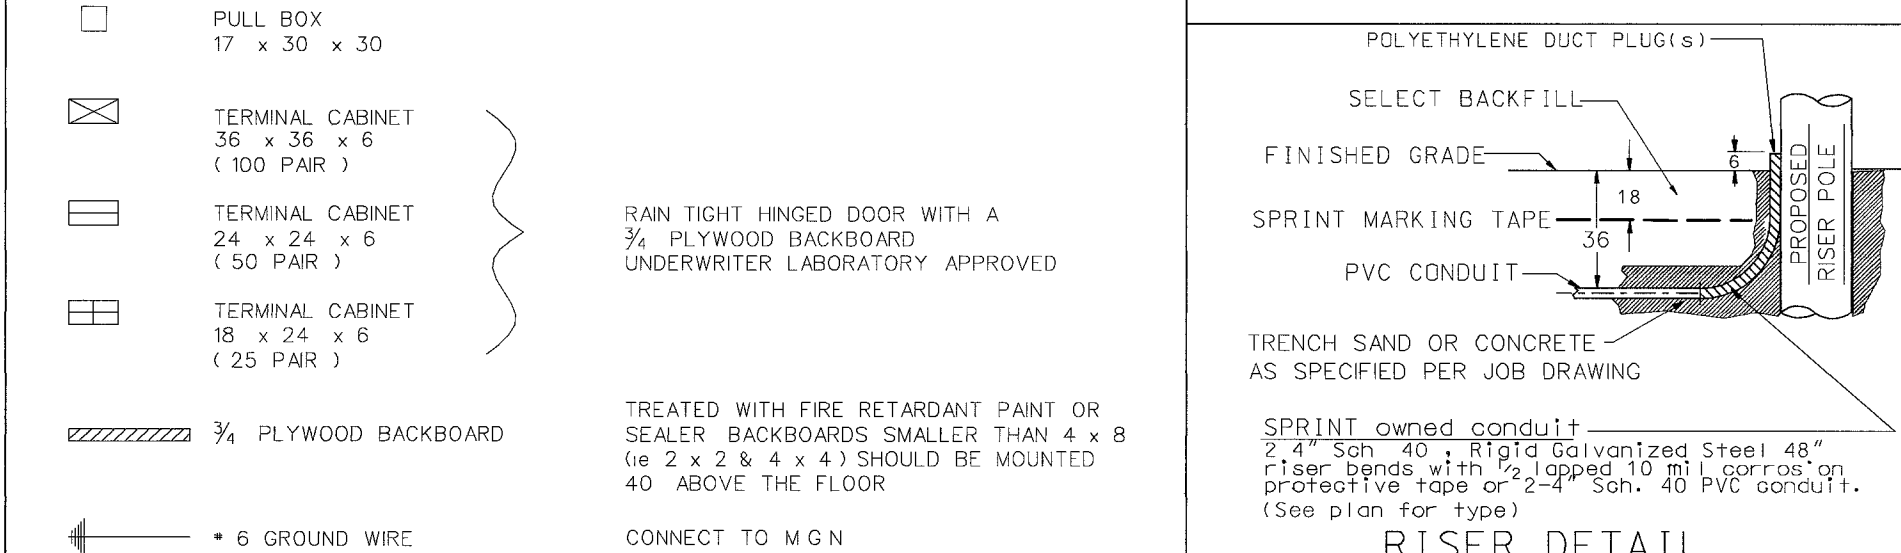 PULL BOX
17 x 30 x 30
TERMINAL CABINET
36 x 36 x 6
( 100 PAIR )
TERMINAL CABINET
24 x 24 x 6
( 50 PAIR )
TERMINAL CABINET
18 x 24 x 6
( 25 PAIR )
RAIN TIGHT HINGED DOOR WITH A
3/4 PLYWOOD BACKBOARD
UNDERWRITER LABORATORY APPROVED
3/4 PLYWOOD BACKBOARD
TREATED WITH FIRE RETARDANT PAINT OR
SEALER BACKBOARDS SMALLER THAN 4 x 8
(ie 2 x 2 & 4 x 4) SHOULD BE MOUNTED
40 ABOVE THE FLOOR
# 6 GROUND WIRE
CONNECT TO M G N
POLYETHYLENE DUCT PLUG(s)
SELECT BACKFILL
FINISHED GRADE
6
18
SPRINT MARKING TAPE
36
PVC CONDUIT
PROPOSED
RISER POLE
TRENCH SAND OR CONCRETE
AS SPECIFIED PER JOB DRAWING
SPRINT owned conduit
2 4" Sch 40 , Rigid Galvanized Steel 48"
riser bends with 1/2 lapped 10 mil corros on
protective tape or 2-4" Sch. 40 PVC conduit.
(See plan for type)
RISER DETAIL